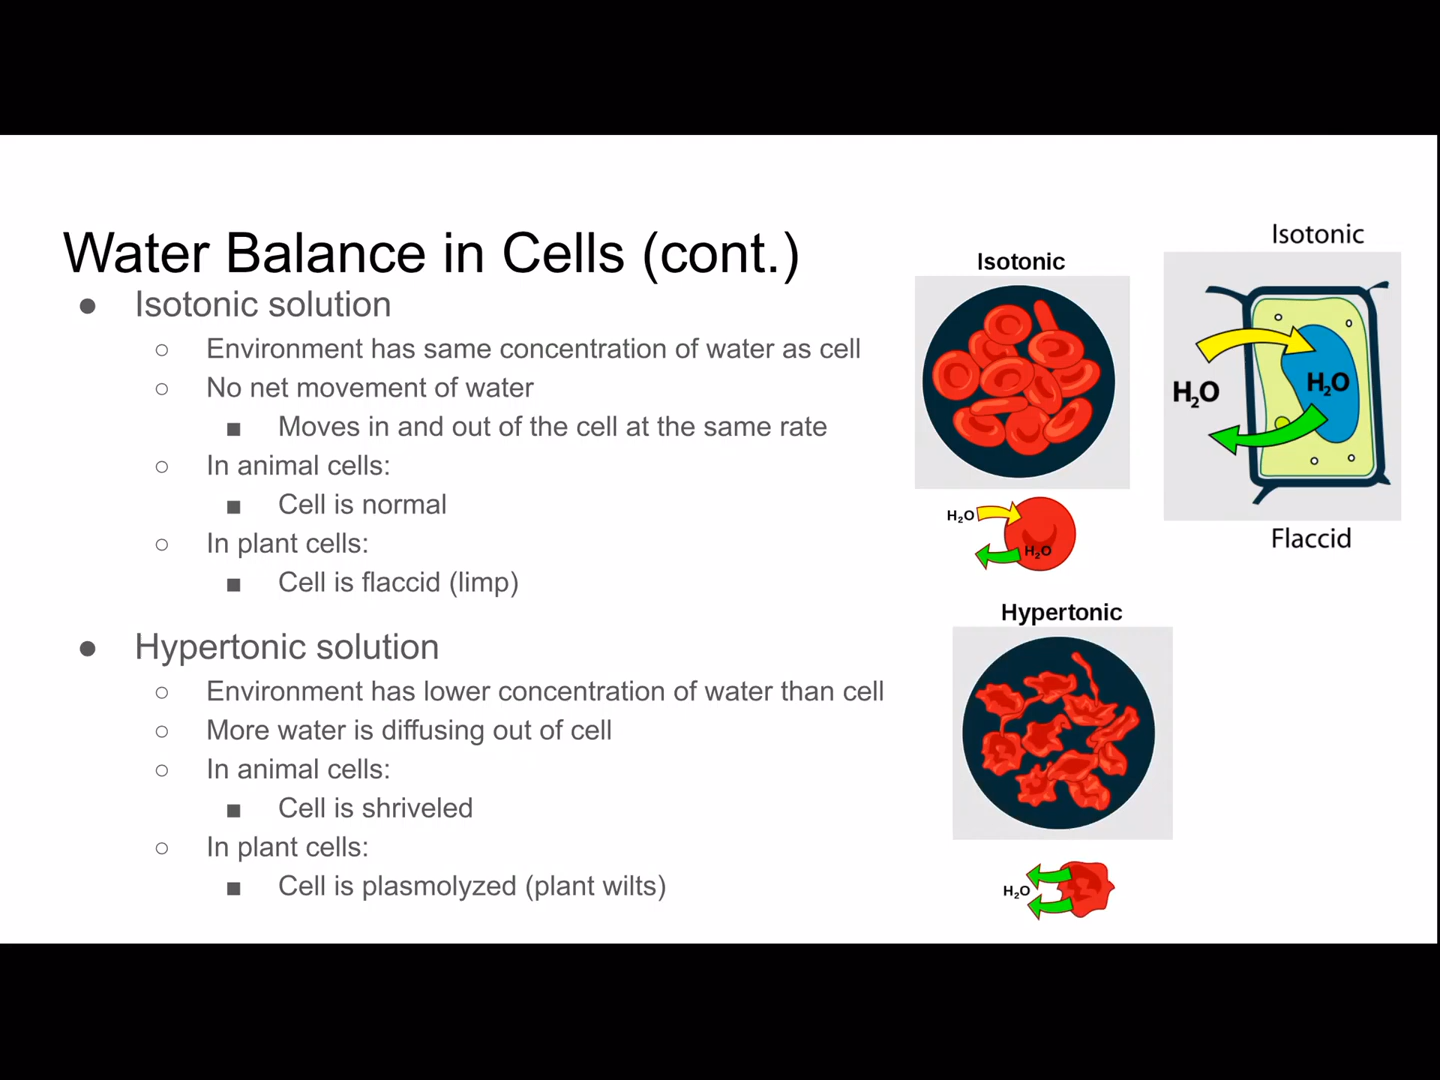 Water Balance in Cells (cont.)
● Isotonic solution
○ Environment has same concentration of water as cell
○ No net movement of water
■ Moves in and out of the cell at the same rate
○ In animal cells:
■ Cell is normal
○ In plant cells:
■ Cell is flaccid (limp)
● Hypertonic solution
○ Environment has lower concentration of water than cell
○ More water is diffusing out of cell
○ In animal cells:
■ Cell is shriveled
○ In plant cells:
■ Cell is plasmolyzed (plant wilts)
Isotonic
H₂O
H₂O
Isotonic
H₂O
H₂O
Flaccid
Hypertonic
H₂O